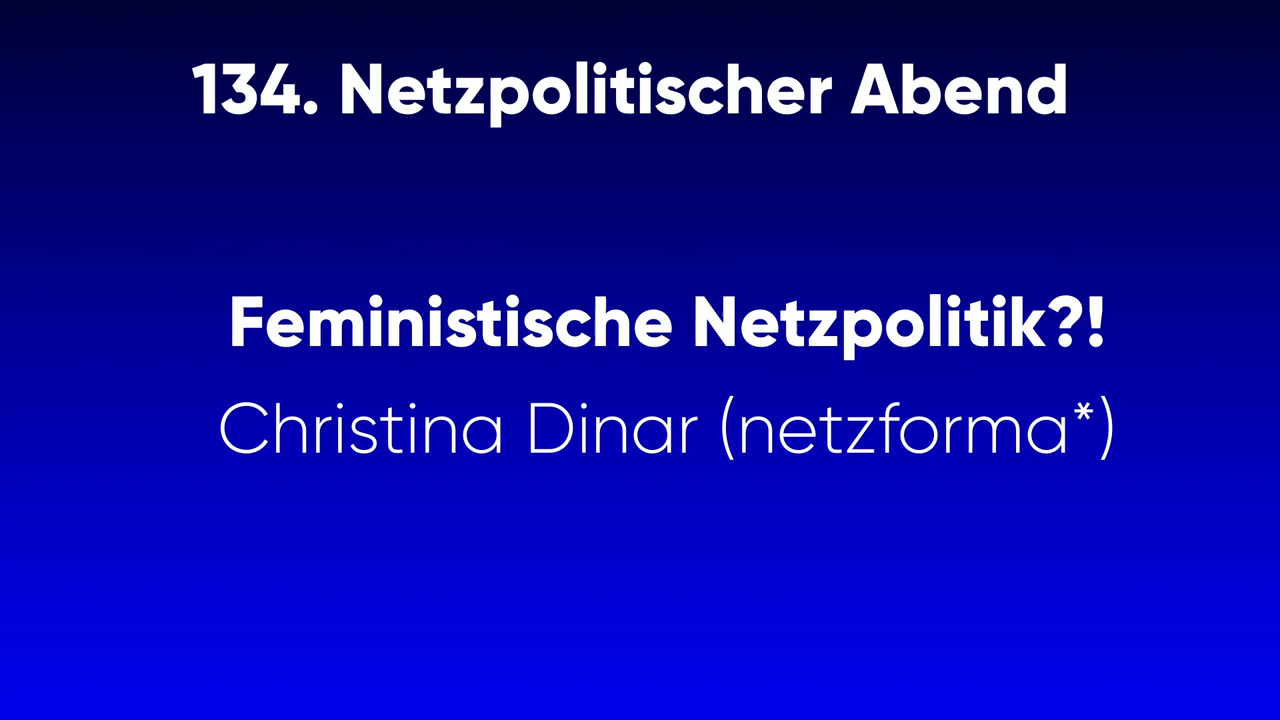 134. Netzpolitischer Abend
Feministische Netzpolitik?!
Christina Dinar (netzforma*)